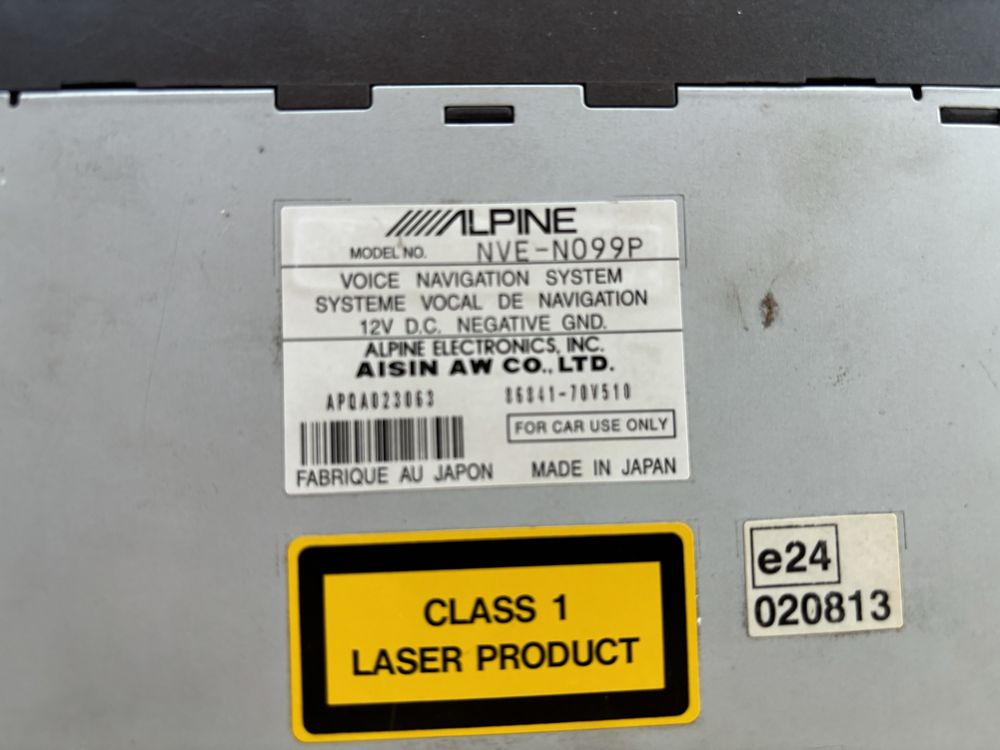 ALPINE
MODEL NO. NVE-N099P
VOICE NAVIGATION SYSTEM
SYSTEME VOCAL DE NAVIGATION
12V D.C. NEGATIVE GND.
ALPINE ELECTRONICS, INC.
AISIN AW CO., LTD.
APQA023063 86841-70V510
FOR CAR USE ONLY
FABRIQUE AU JAPON MADE IN JAPAN
CLASS 1
LASER PRODUCT
e24
020813